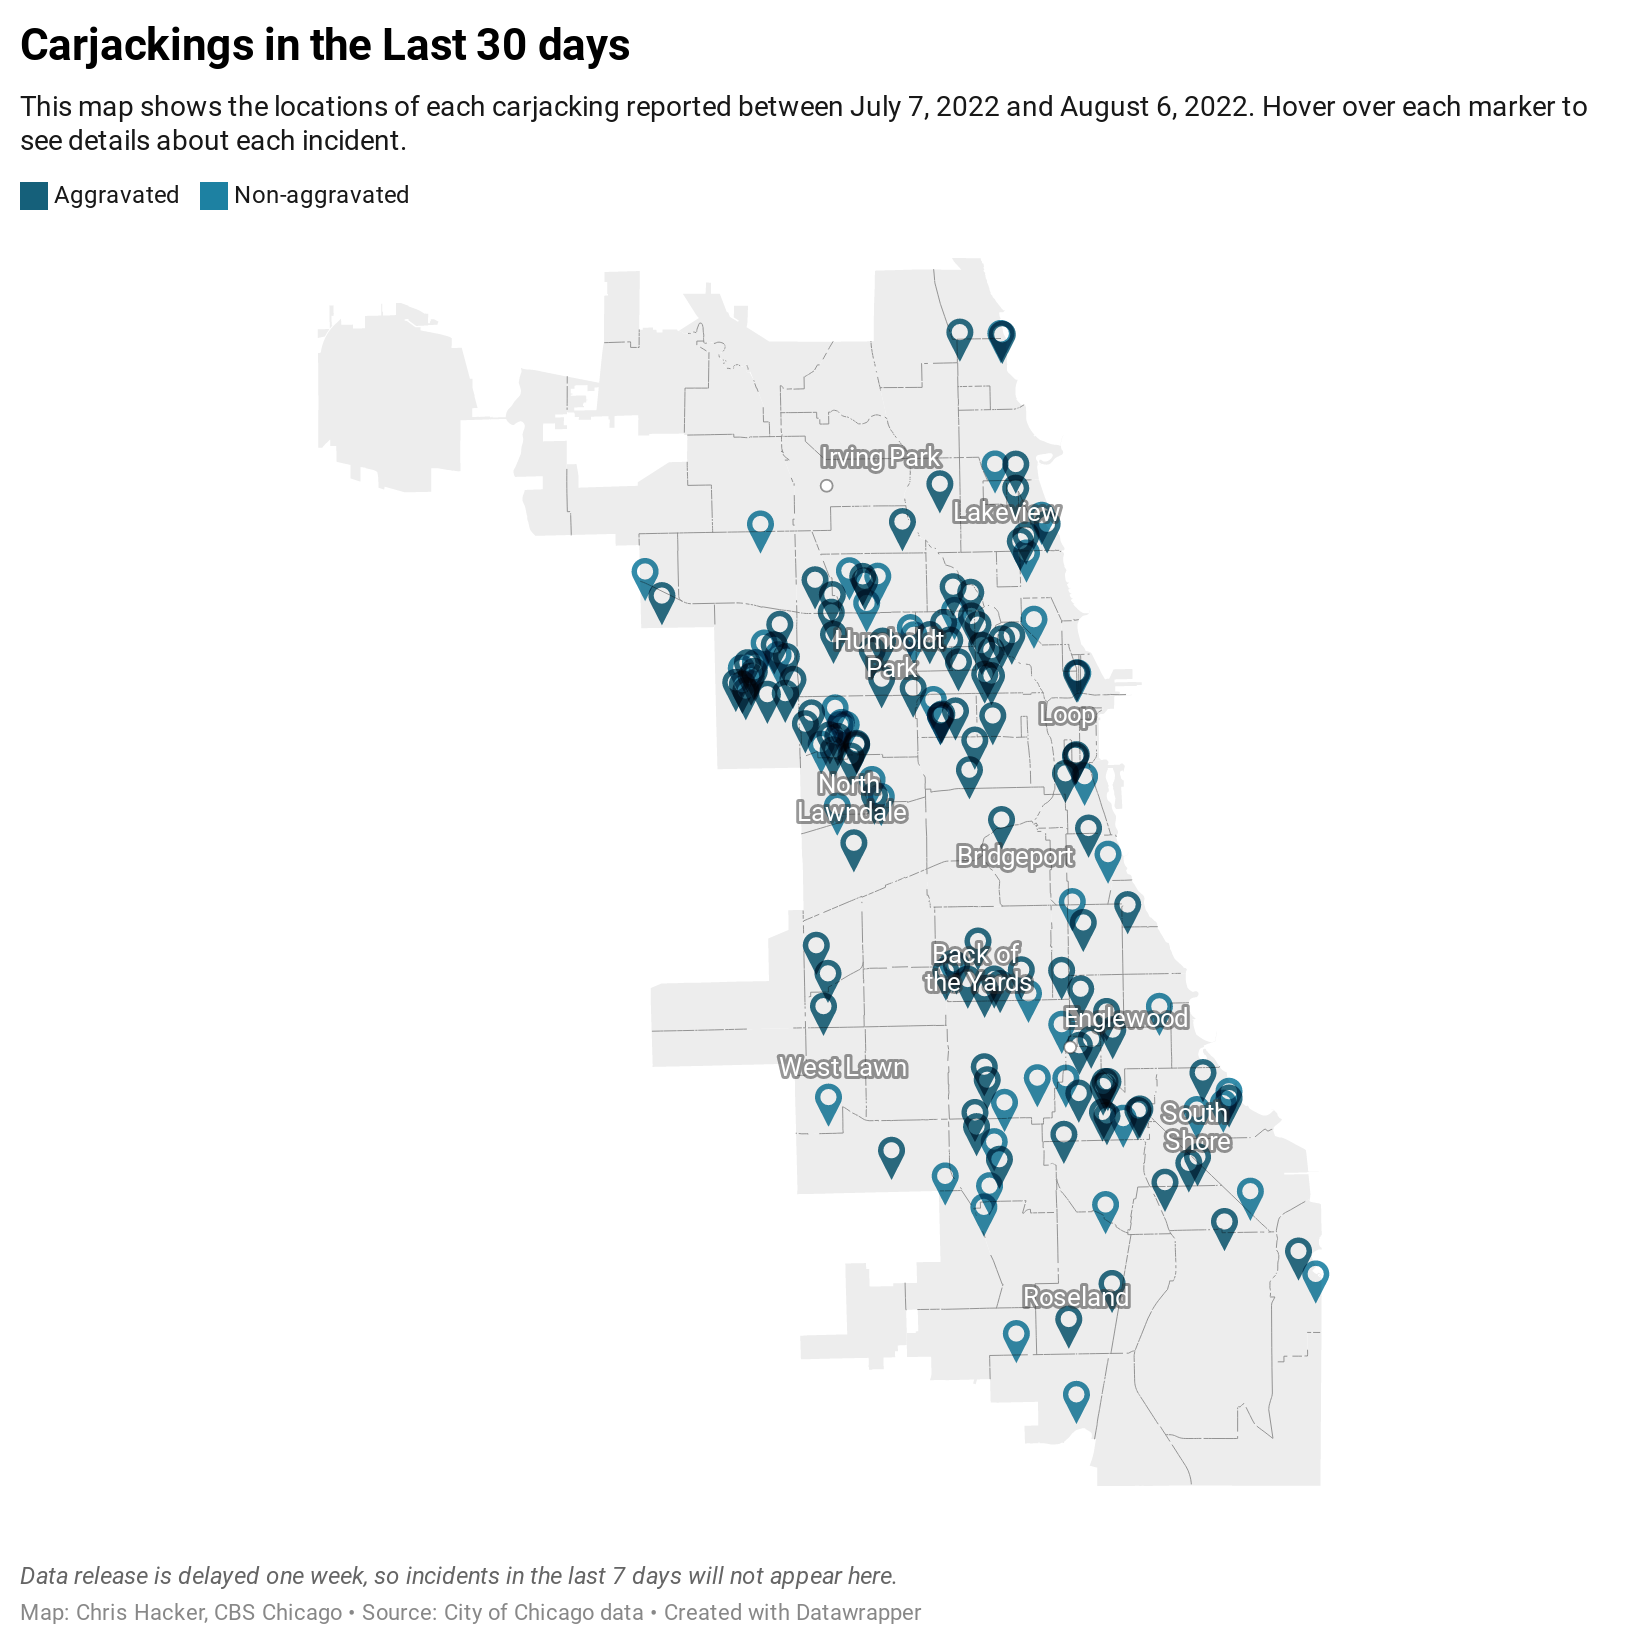 Carjackings in the Last 30 days
This map shows the locations of each carjacking reported between July 7, 2022 and August 6, 2022. Hover over each marker to
see details about each incident.
Aggravated Non-aggravated
Irving Park
Lakeview
Humboldt
Park
Loop
North
Lawndale
Bridgeport
Back of
the Yards
Englewood
West Lawn
South
Shore
Roseland
Data release is delayed one week, so incidents in the last 7 days will not appear here.
Map: Chris Hacker, CBS Chicago • Source: City of Chicago data • Created with Datawrapper